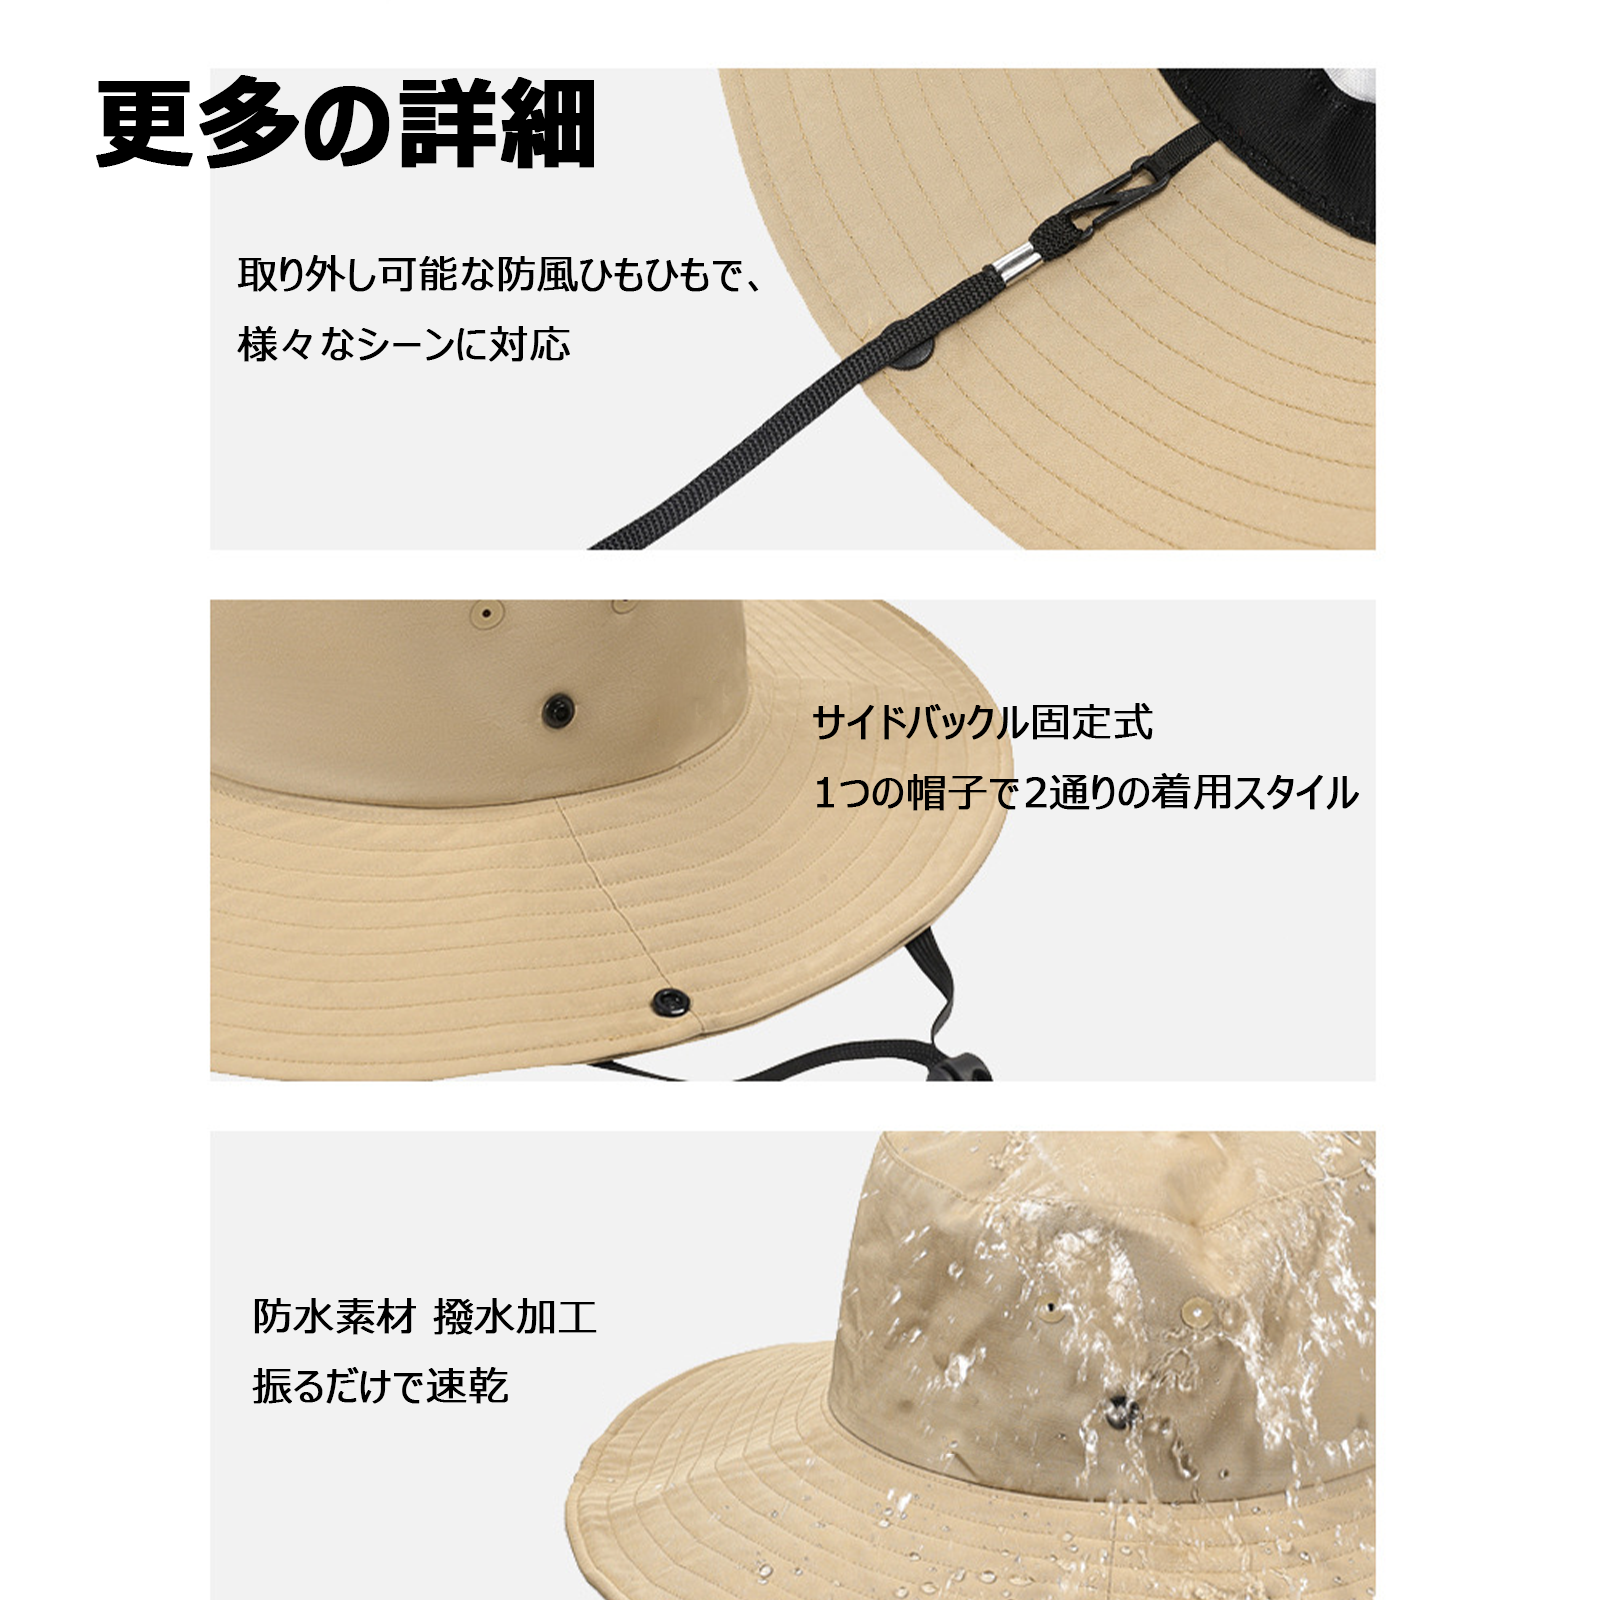 更多の詳細
取り外し可能な防風ひもひもで、
様々なシーンに対応
サイドバックル固定式
1つの帽子で2通りの着用スタイル
防水素材 撥水加工
振るだけで速乾